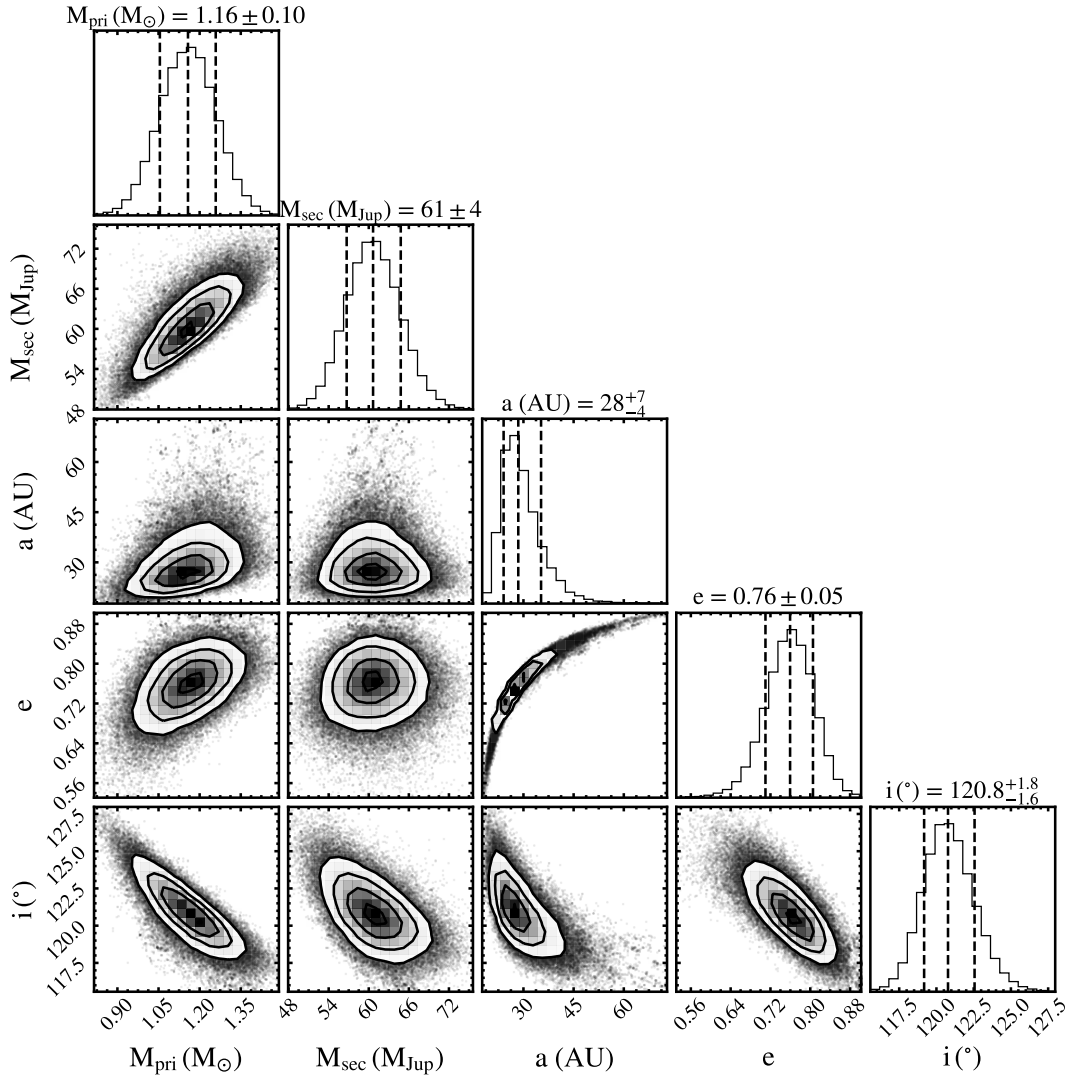 M_pri (M_⊙) = 1.16 ± 0.10
M_sec (M_Jup) = 61 ± 4
72
66
60
54
48
M_sec (M_Jup)
a (AU) = 28^{+7}_{-4}
60
45
30
a (AU)
e = 0.76 ± 0.05
0.88
0.80
0.72
0.64
0.56
e
i (°) = 120.8^{+1.8}_{-1.6}
127.5
125.0
122.5
120.0
117.5
i (°)
0.90 1.05 1.20 1.35
48 54 60 66 72
30 45 60
0.56 0.64 0.72 0.80 0.88
117.5 120.0 122.5 125.0 127.5
M_pri (M_⊙) M_sec (M_Jup) a (AU) e i (°)